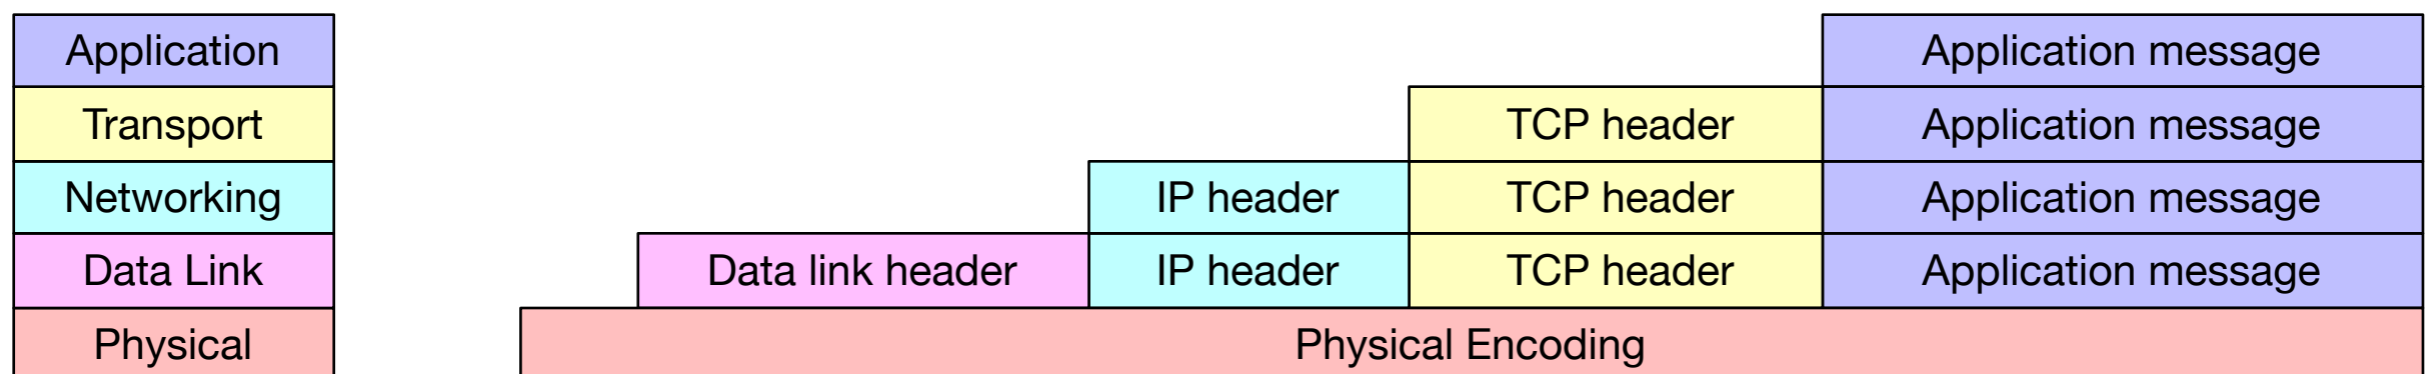 Application Application message
Transport TCP header Application message
Networking IP header TCP header Application message
Data Link Data link header IP header TCP header Application message
Physical Physical Encoding